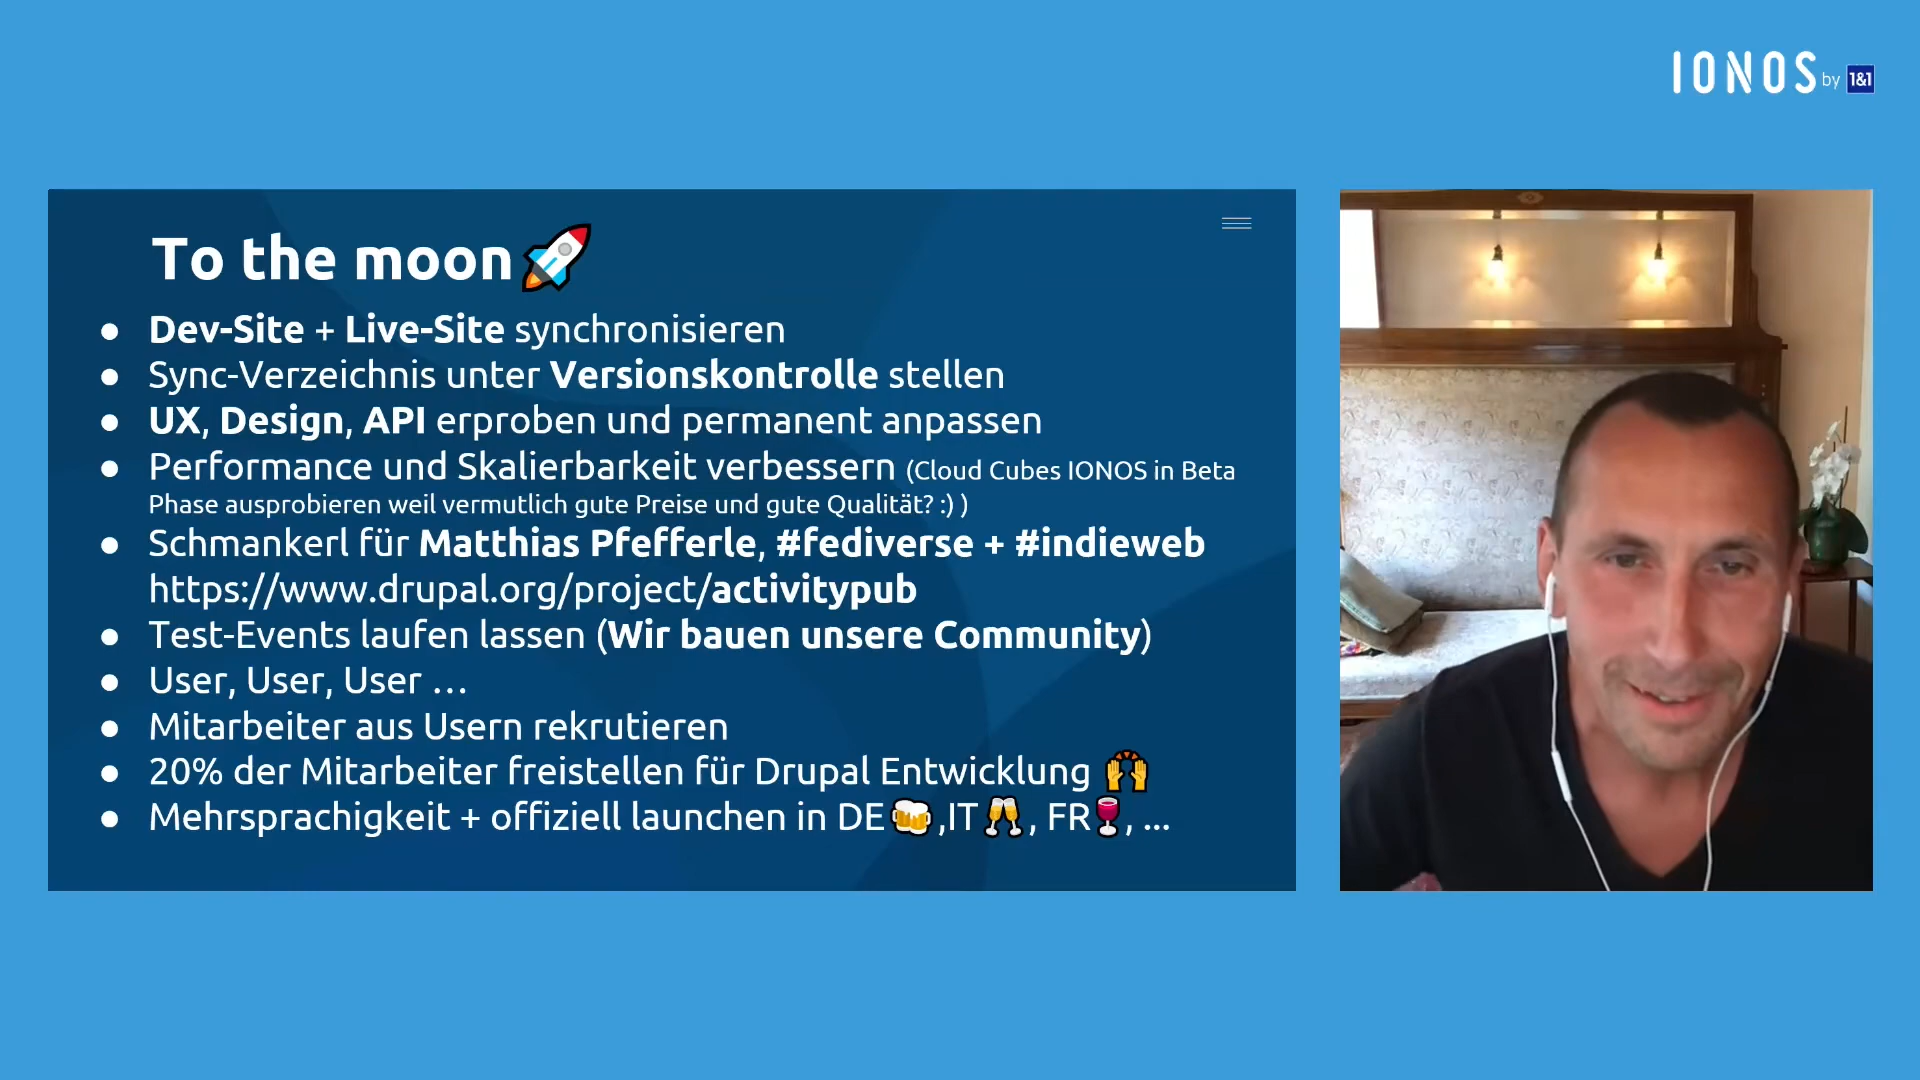 IONOS by 1&1
To the moon🚀
● Dev-Site + Live-Site synchronisieren
● Sync-Verzeichnis unter Versionskontrolle stellen
● UX, Design, API erproben und permanent anpassen
● Performance und Skalierbarkeit verbessern (Cloud Cubes IONOS in Beta
Phase ausprobieren weil vermutlich gute Preise und gute Qualität? :) )
● Schmankerl für Matthias Pfefferle, #fediverse + #indieweb
https://www.drupal.org/project/activitypub
● Test-Events laufen lassen (Wir bauen unsere Community)
● User, User, User …
● Mitarbeiter aus Usern rekrutieren
● 20% der Mitarbeiter freistellen für Drupal Entwicklung 🙌
● Mehrsprachigkeit + offiziell launchen in DE🍻,IT🥂, FR🍷, ...